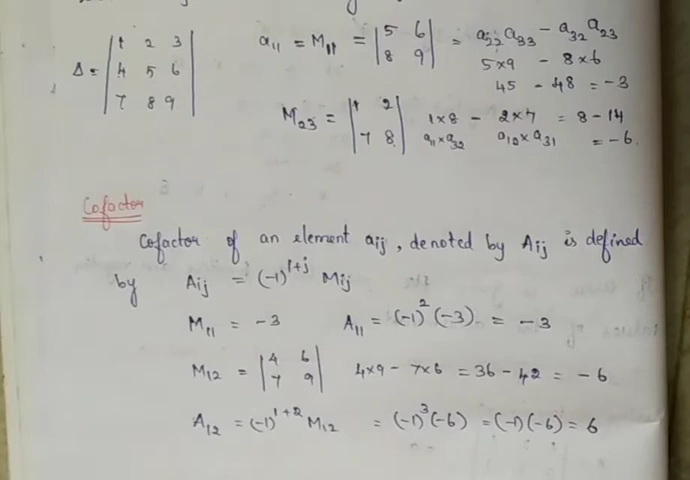 Δ = | 1 2 3 |
| 4 5 6 |
| 7 8 9 |
a₁₁ = M₁₁ = | 5 6 | = a₂₂a₃₃ - a₃₂a₂₃
| 8 9 | 5×9 - 8×6
45 - 48 = -3
M₂₃ = | 1 2 | 1×8 - 2×7 = 8-14
| 7 8 | a₁₁×a₃₂ a₁₂×a₃₁ = -6.
Cofactor
Cofactor of an element aij, denoted by Aij is defined
by Aij = (-1)^(i+j) Mij
M₁₁ = -3 A₁₁ = (-1)² (-3) = -3
M₁₂ = | 4 6 | 4×9 - 7×6 = 36 - 42 = -6
| 7 9 |
A₁₂ = (-1)^(1+2) M₁₂ = (-1)³(-6) = (-1)(-6) = 6